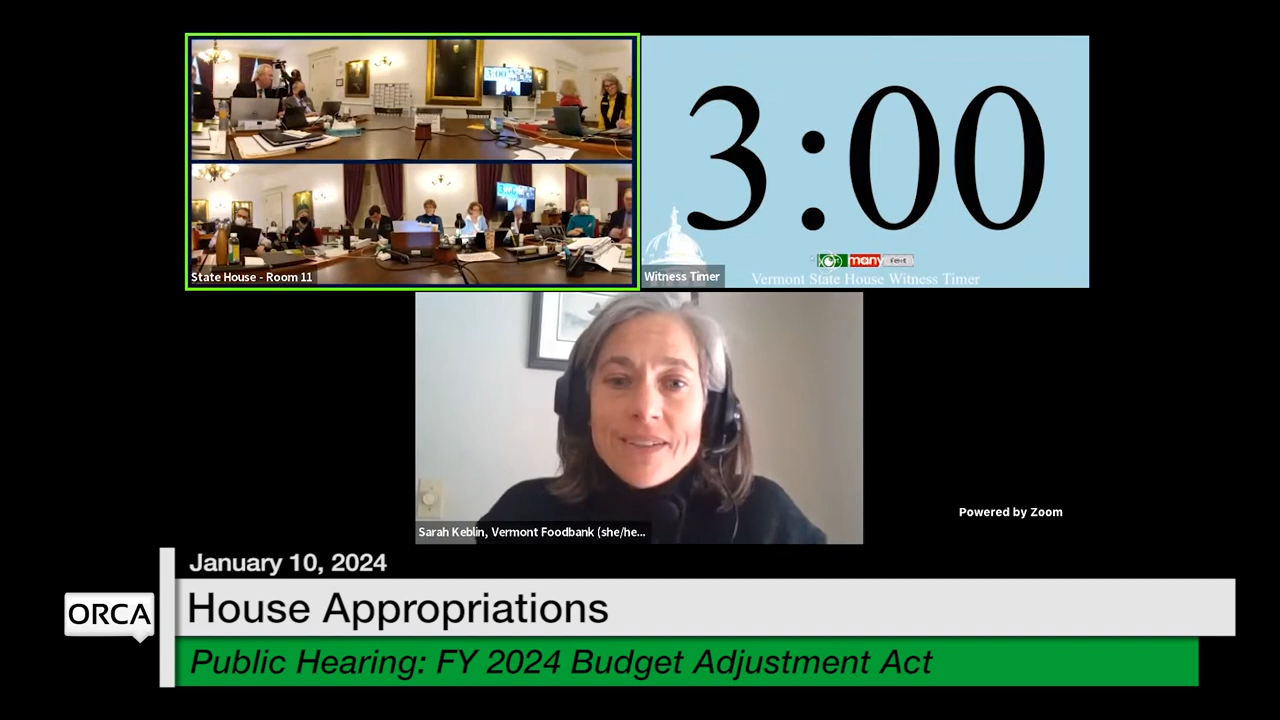 3:00
State House - Room 11
Witness Timer
many
Vermont State House Witness Timer
Sarah Keblin, Vermont Foodbank (she/he...
Powered by Zoom
January 10, 2024
ORCA
House Appropriations
Public Hearing: FY 2024 Budget Adjustment Act